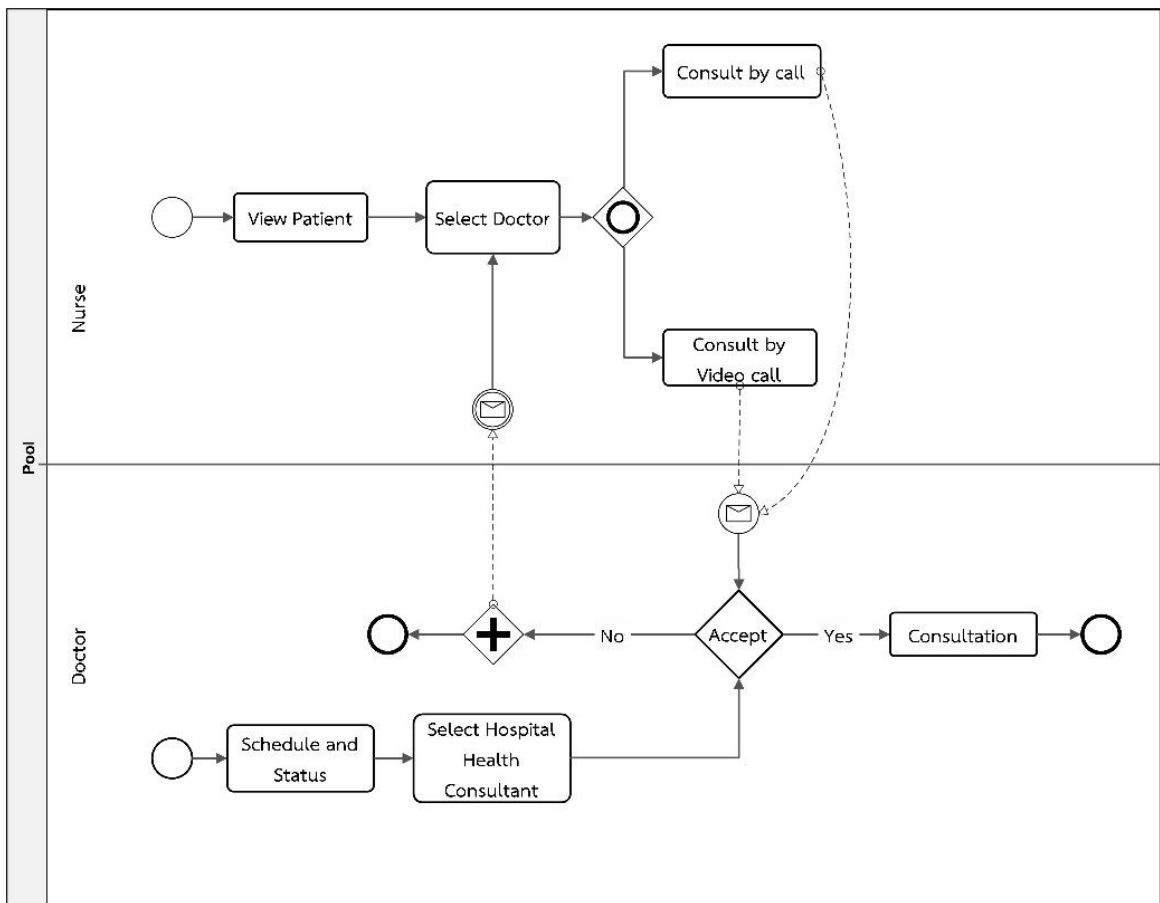 Pool
Nurse
Consult by call
View Patient
Select Doctor
Consult by
Video call
Doctor
No
Accept
Yes
Consultation
Schedule and
Status
Select Hospital
Health
Consultant